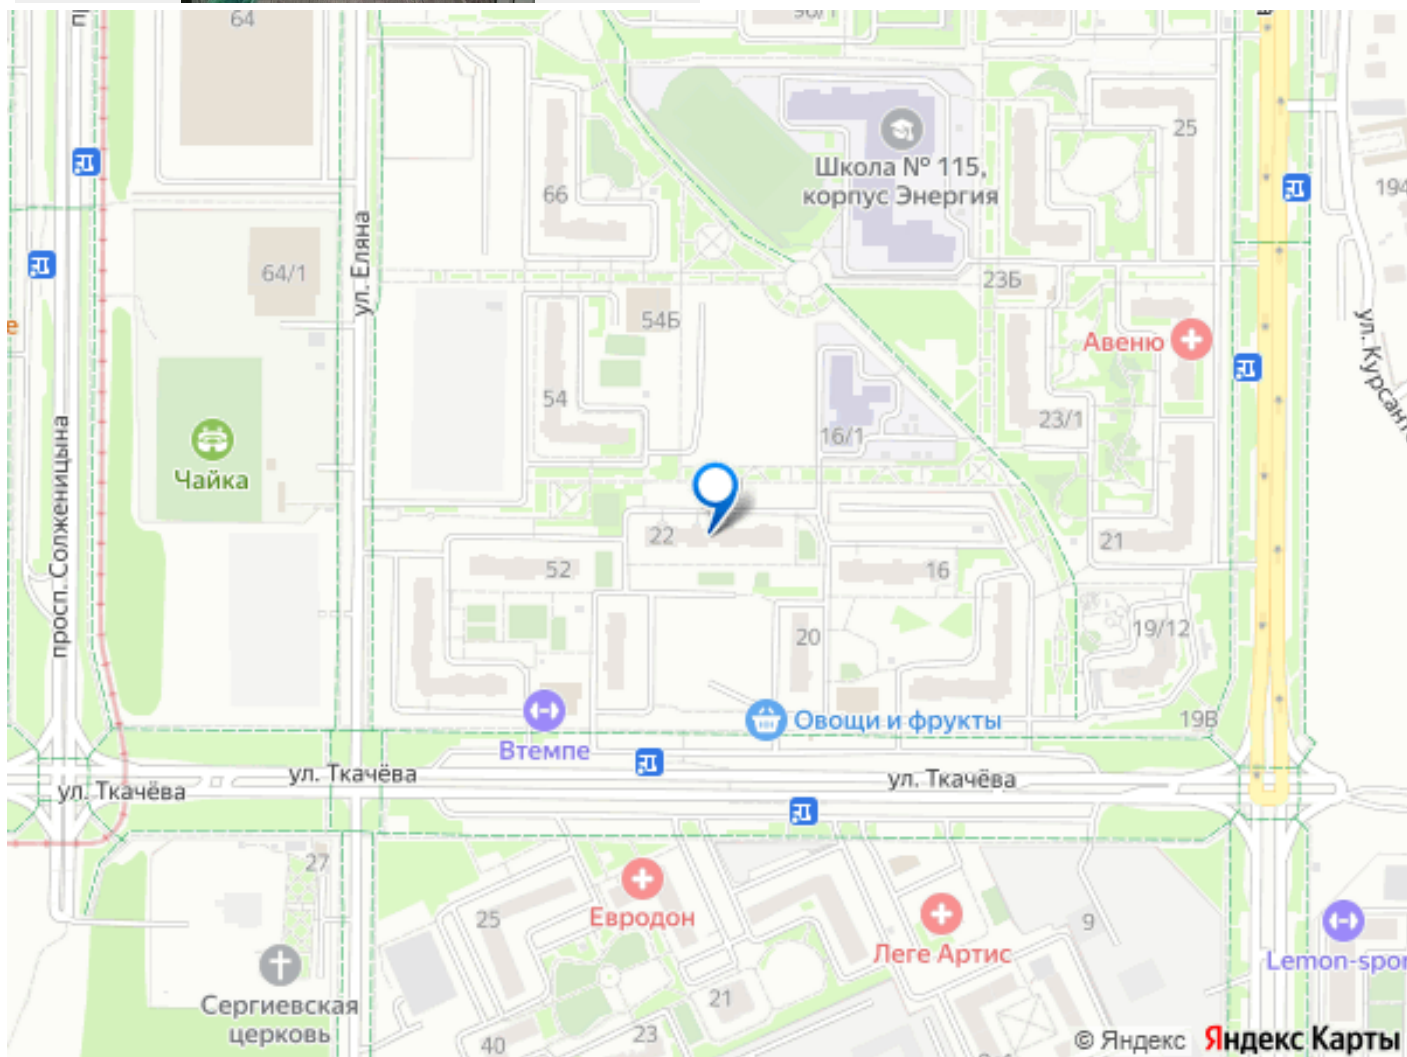 64
просп. Солженицына
ул. Еляна
Школа № 115,
корпус Энергия
25
194
66
64/1
54Б
23Б
Авеню
54
23/1
16/1
Чайка
22
52
16
21
20
19/12
Овощи и фрукты
19В
Втемпе
ул. Ткачёва
ул. Ткачёва
ул. Ткачёва
27
25
Евродон
Леге Артис
9
Lemon-spor
Сергиевская
церковь
21
23
40
© Яндекс Яндекс Карты